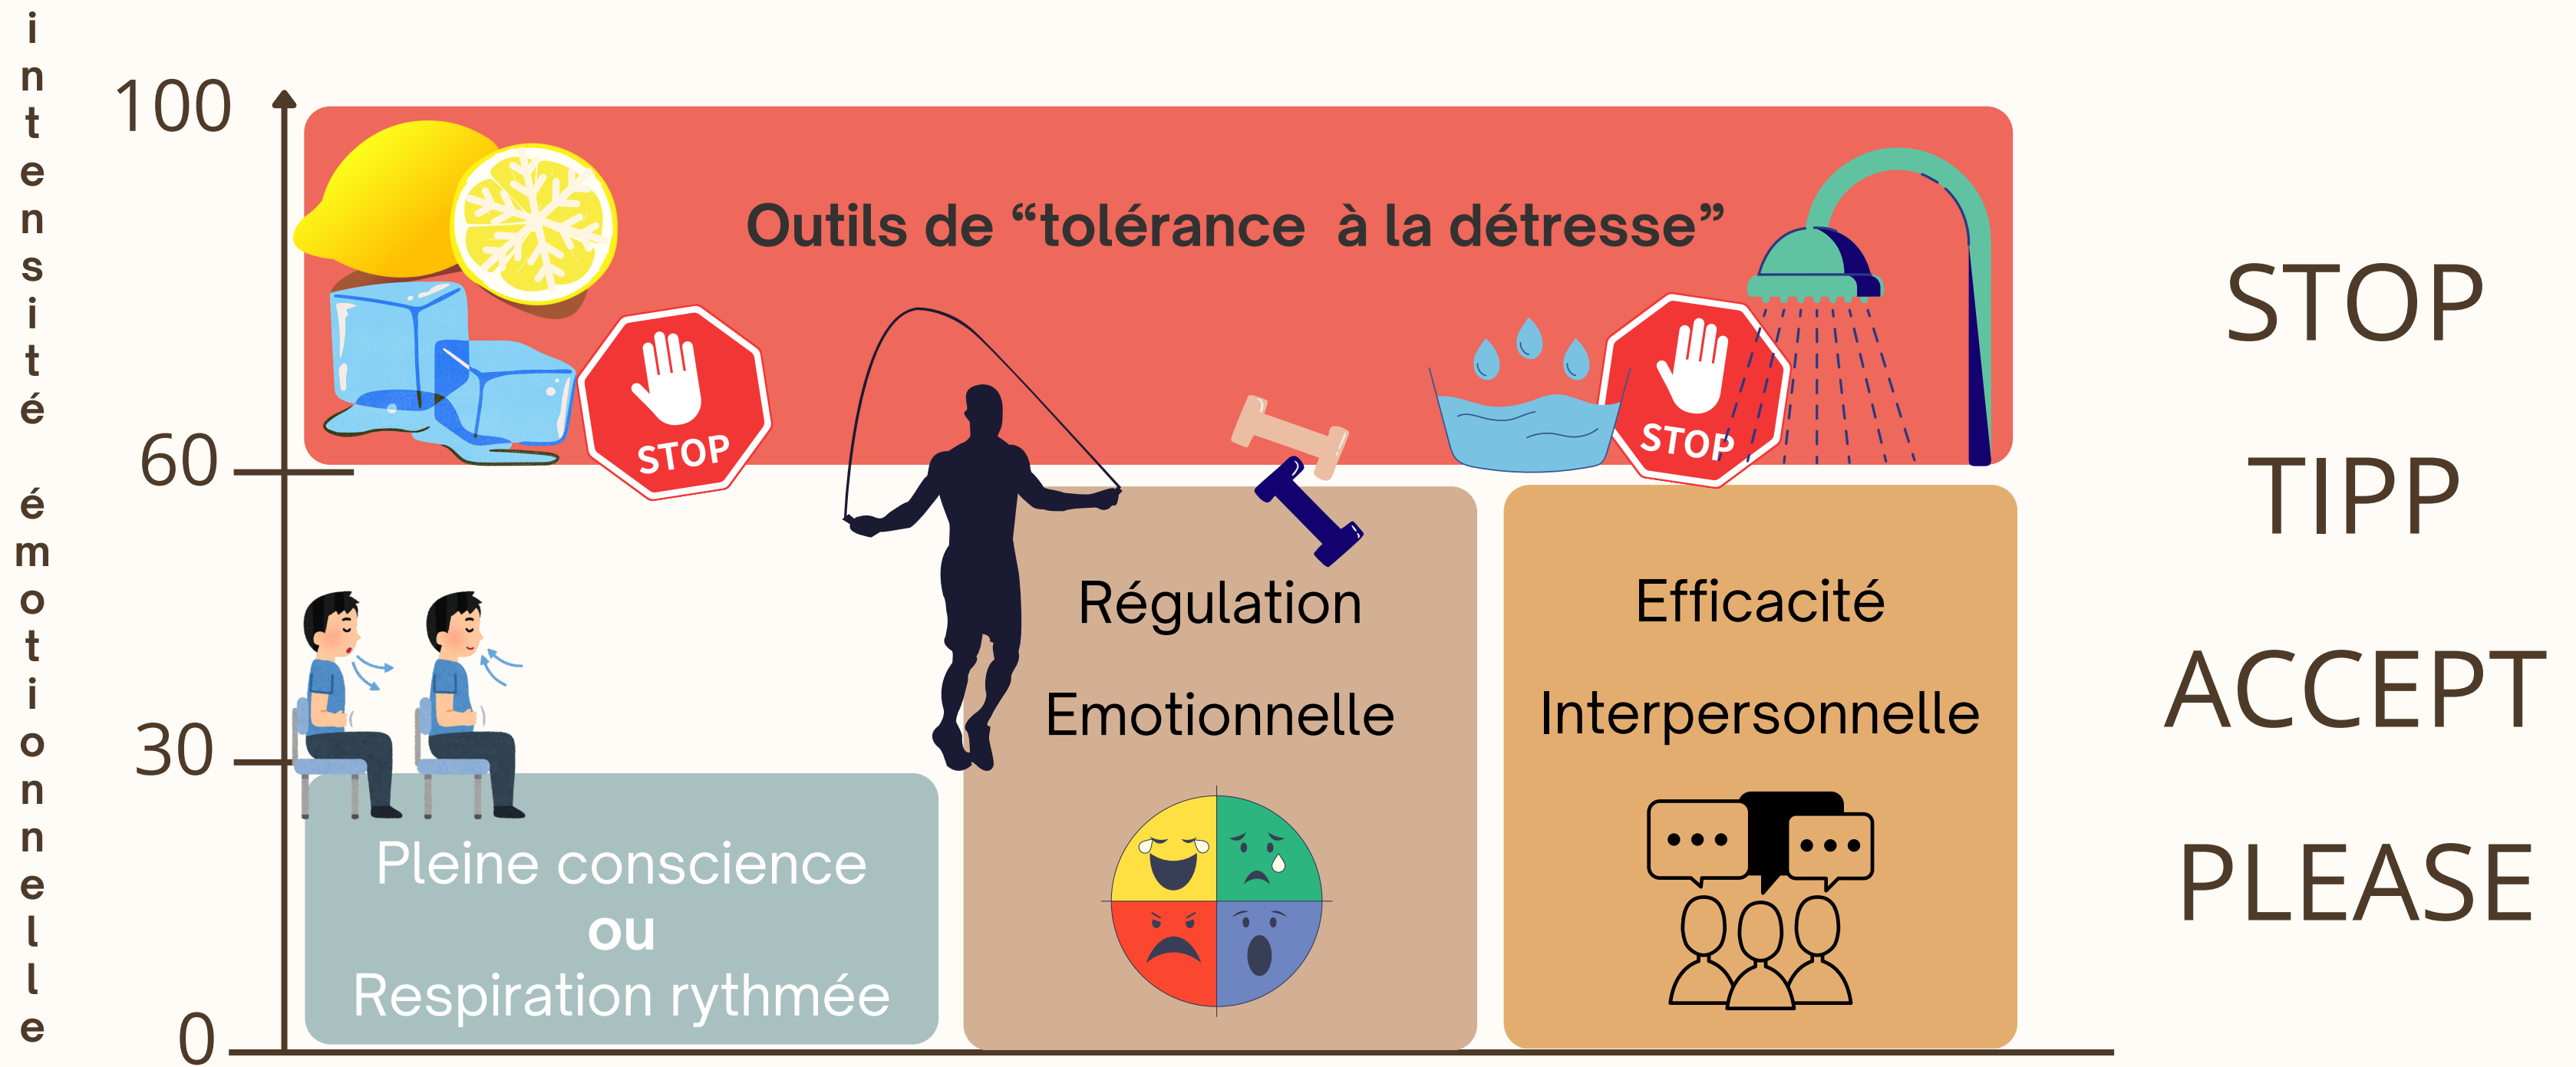 intensité émotionnelle
100
60
30
0
Outils de “tolérance à la détresse”
STOP
STOP
Régulation
Emotionnelle
Efficacité
Interpersonnelle
Pleine conscience
ou
Respiration rythmée
STOP
TIPP
ACCEPT
PLEASE